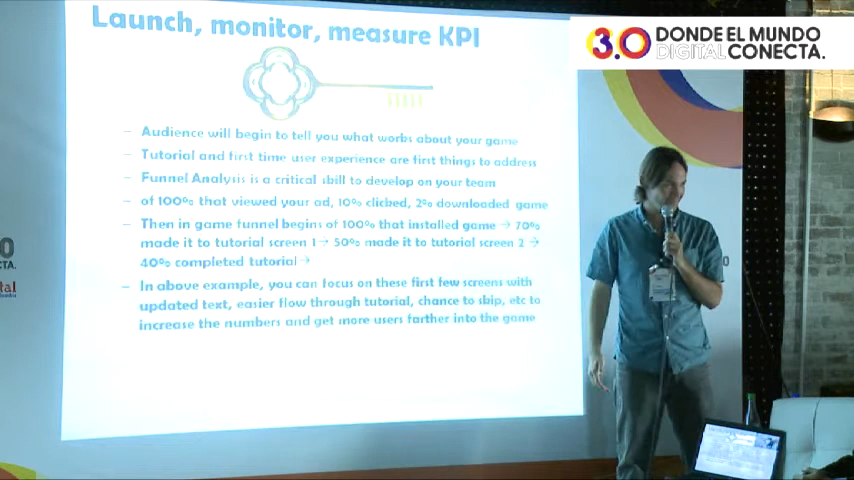 Launch, monitor, measure KPI
3.0 DONDE EL MUNDO
DIGITAL CONECTA.
– Audience will begin to tell you what works about your game
– Tutorial and first time user experience are first things to address
– Funnel Analysis is a critical skill to develop on your team
– of 100% that viewed your ad, 10% clicked, 2% downloaded game
– Then in game funnel begins of 100% that installed game → 70%
made it to tutorial screen 1 → 50% made it to tutorial screen 2 →
40% completed tutorial →
– In above example, you can focus on these first few screens with
updated text, easier flow through tutorial, chance to skip, etc to
increase the numbers and get more users farther into the game